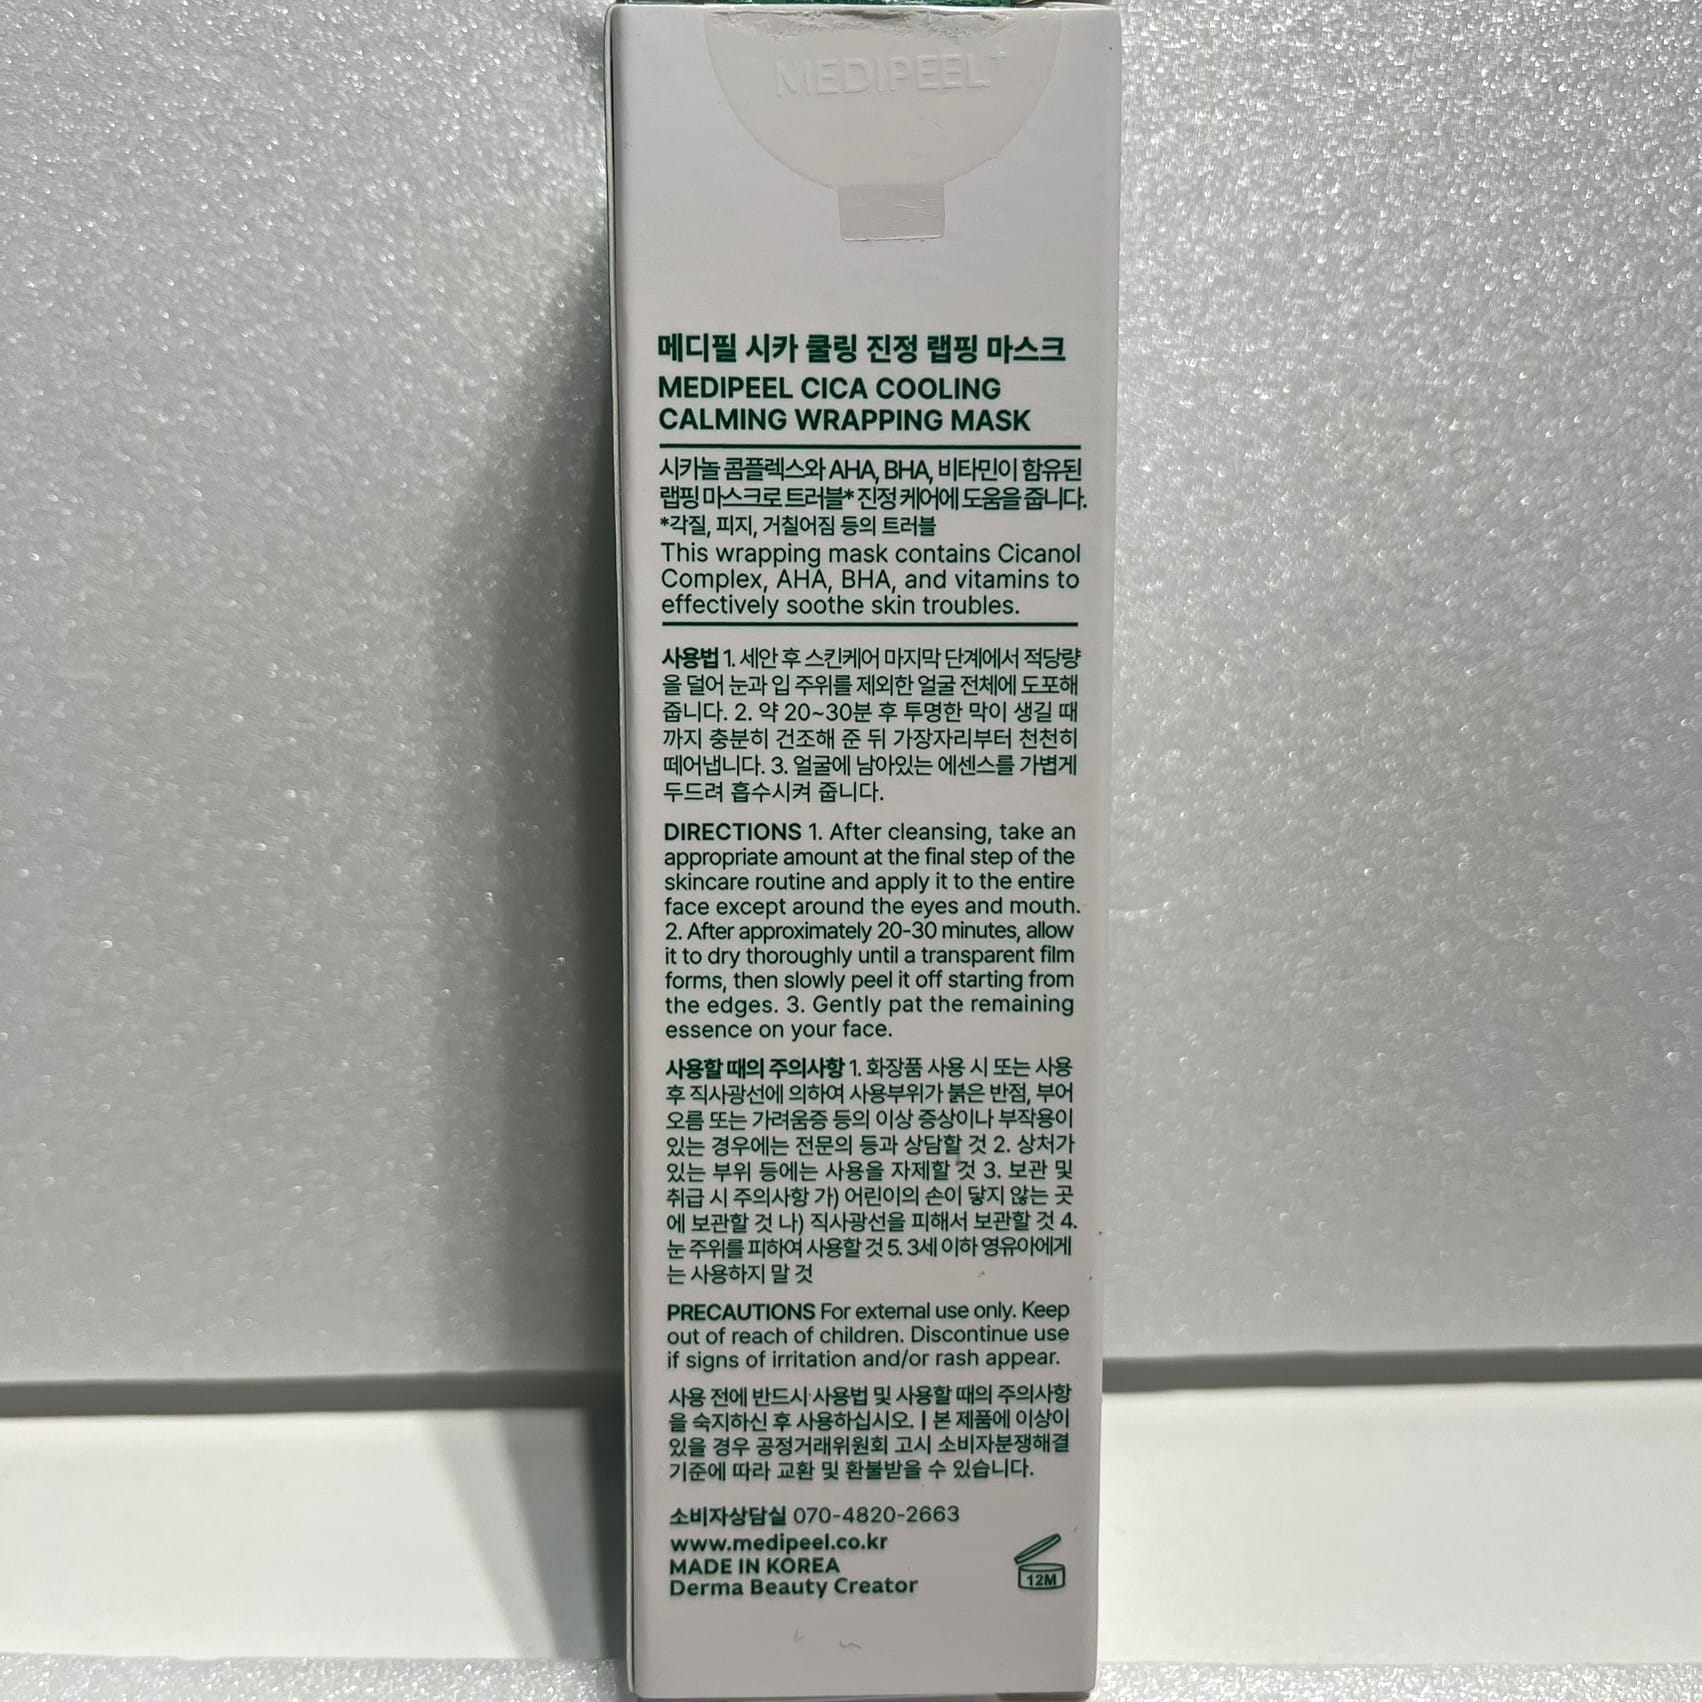 MEDIPEEL+
메디필 시카 쿨링 진정 랩핑 마스크
MEDIPEEL CICA COOLING
CALMING WRAPPING MASK
시카놀 콤플렉스와 AHA, BHA, 비타민이 함유된
랩핑 마스크로 트러블* 진정 케어에 도움을 줍니다.
*각질, 피지, 거칠어짐 등의 트러블
This wrapping mask contains Cicanol
Complex, AHA, BHA, and vitamins to
effectively soothe skin troubles.
사용법 1. 세안 후 스킨케어 마지막 단계에서 적당량
을 덜어 눈과 입 주위를 제외한 얼굴 전체에 도포해
줍니다. 2. 약 20~30분 후 투명한 막이 생길 때
까지 충분히 건조해 준 뒤 가장자리부터 천천히
떼어냅니다. 3. 얼굴에 남아있는 에센스를 가볍게
두드려 흡수시켜 줍니다.
DIRECTIONS 1. After cleansing, take an
appropriate amount at the final step of the
skincare routine and apply it to the entire
face except around the eyes and mouth.
2. After approximately 20-30 minutes, allow
it to dry thoroughly until a transparent film
forms, then slowly peel it off starting from
the edges. 3. Gently pat the remaining
essence on your face.
사용할 때의 주의사항 1. 화장품 사용 시 또는 사용
후 직사광선에 의하여 사용부위가 붉은 반점, 부어
오름 또는 가려움증 등의 이상 증상이나 부작용이
있는 경우에는 전문의 등과 상담할 것 2. 상처가
있는 부위 등에는 사용을 자제할 것 3. 보관 및
취급 시 주의사항 가) 어린이의 손이 닿지 않는 곳
에 보관할 것 나) 직사광선을 피해서 보관할 것 4.
눈 주위를 피하여 사용할 것 5. 3세 이하 영유아에게
는 사용하지 말 것
PRECAUTIONS For external use only. Keep
out of reach of children. Discontinue use
if signs of irritation and/or rash appear.
사용 전에 반드시 사용법 및 사용할 때의 주의사항
을 숙지하신 후 사용하십시오. | 본 제품에 이상이
있을 경우 공정거래위원회 고시 소비자분쟁해결
기준에 따라 교환 및 환불받을 수 있습니다.
소비자상담실 070-4820-2663
www.medipeel.co.kr
MADE IN KOREA
Derma Beauty Creator
12M